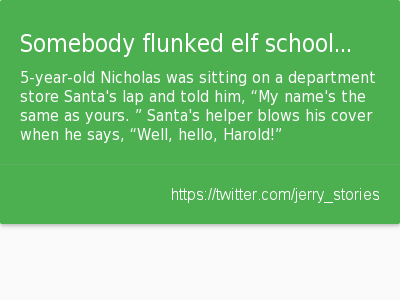 Somebody flunked elf school...
5-year-old Nicholas was sitting on a department
store Santa's lap and told him, “My name's the
same as yours. ” Santa's helper blows his cover
when he says, “Well, hello, Harold!”
https://twitter.com/jerry_stories